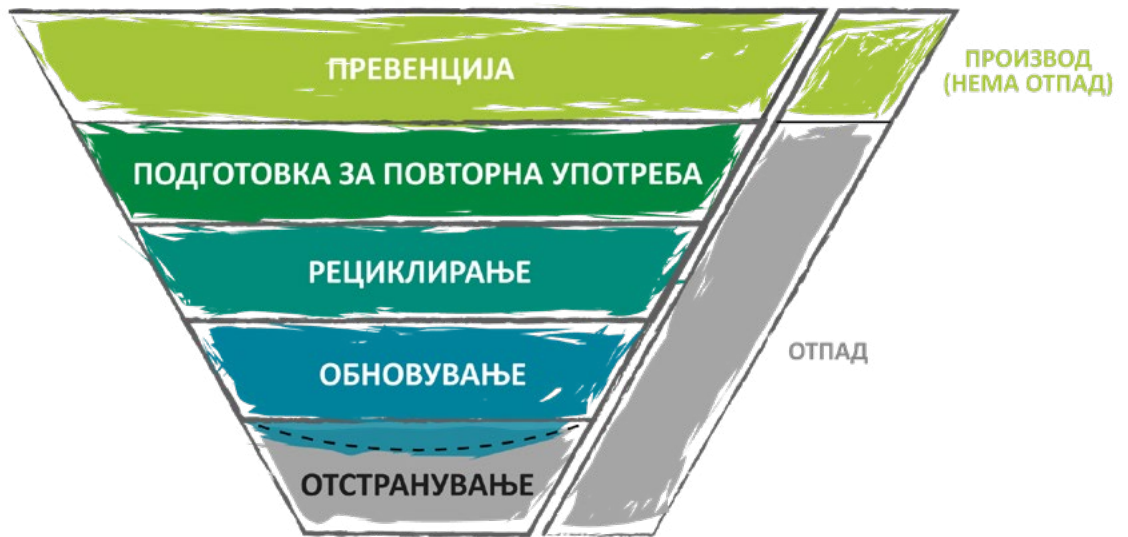 ПРЕВЕНЦИЈА
ПРОИЗВОД
(НЕМА ОТПАД)
ПОДГОТОВКА ЗА ПОВТОРНА УПОТРЕБА
РЕЦИКЛИРАЊЕ
ОТПАД
ОБНОВУВАЊЕ
ОТСТРАНУВАЊЕ